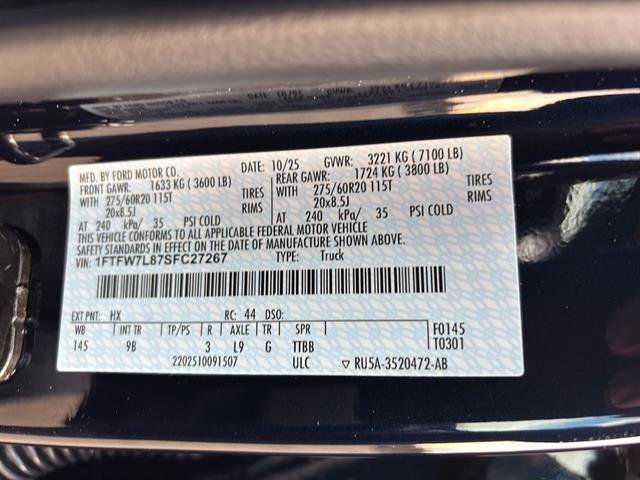 MFD. BY FORD MOTOR CO.
DATE: 10/25 GVWR: 3221 KG ( 7100 LB)
FRONT GAWR: 1633 KG ( 3600 LB)
REAR GAWR: 1724 KG ( 3800 LB)
WITH 275/60R20 115T TIRES
WITH 275/60R20 115T TIRES
20x8.5J RIMS
20x8.5J RIMS
AT 240 kPa/ 35 PSI COLD
AT 240 kPa/ 35 PSI COLD
THIS VEHICLE CONFORMS TO ALL APPLICABLE FEDERAL MOTOR VEHICLE
SAFETY STANDARDS IN EFFECT ON THE DATE OF MANUFACTURE SHOWN ABOVE.
VIN: 1FTFW7L87SFC27267 TYPE: Truck
EXT PNT: HX RC: 44 DSO:
WB INT TR TP/PS R AXLE TR SPR F0145
145 9B 3 L9 G TTBB T0301
2202510091507 ULC RU5A-3520472-AB